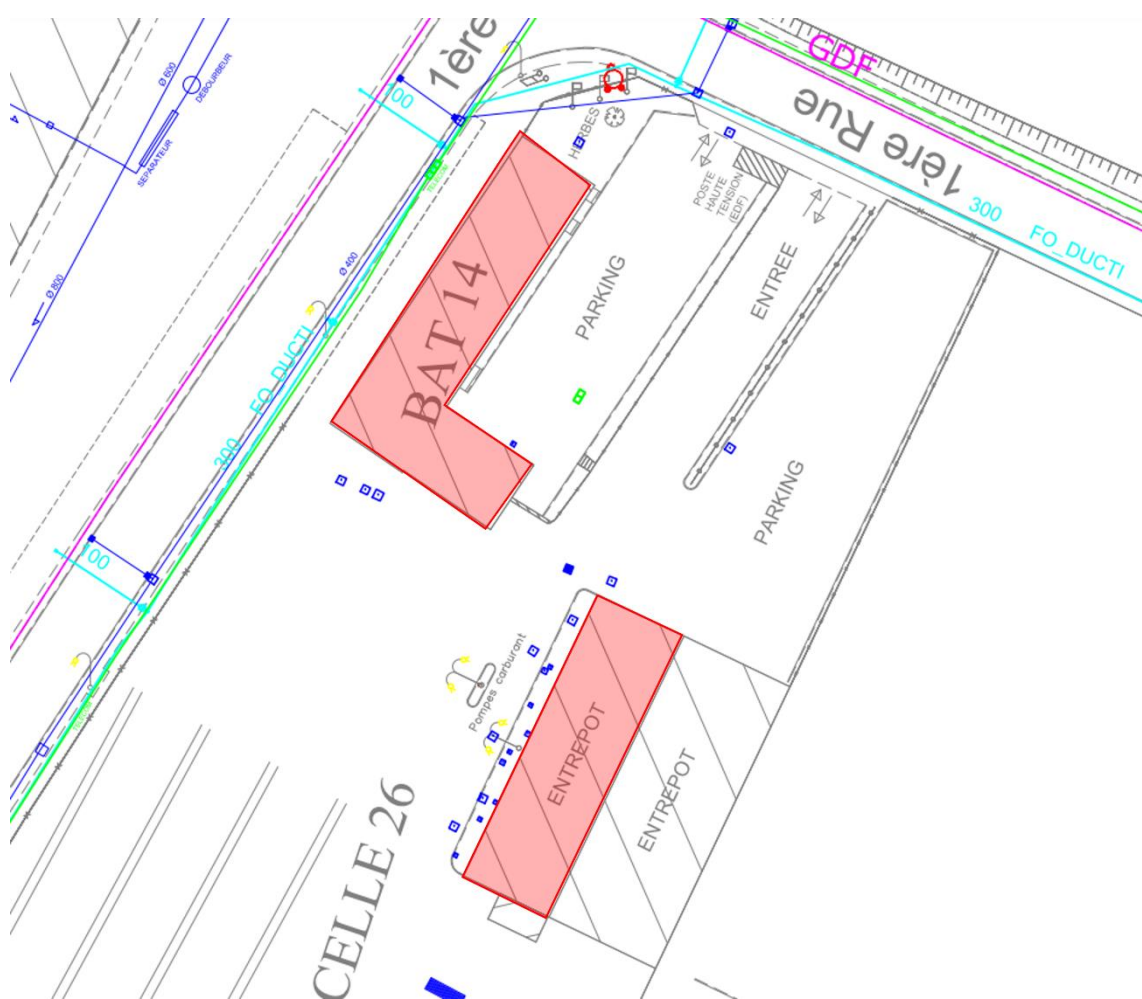 1ère
GDF
Ø 600
DEBOURBEUR
100
SEPARATEUR
HERBES
1ère Rue
POSTE
HAUTE
TENSION
(EDF)
300
FO_DUCTI
Ø 400
Ø 800
PARKING
ENTREE
BAT 14
FO_DUCTI
300
PARKING
100
Pompes carburant
ENTREPOT
ENTREPOT
CELLE 26